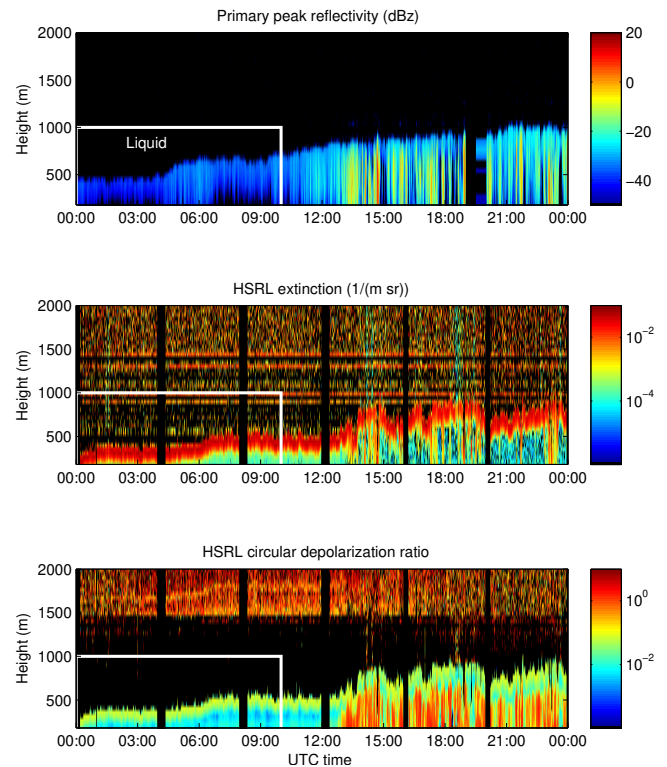 Primary peak reflectivity (dBz)
Height (m)
2000
1500
1000
500
Liquid
00:00 03:00 06:00 09:00 12:00 15:00 18:00 21:00 00:00
20
0
−20
−40
HSRL extinction (1/(m sr))
Height (m)
2000
1500
1000
500
00:00 03:00 06:00 09:00 12:00 15:00 18:00 21:00 00:00
10⁻²
10⁻⁴
HSRL circular depolarization ratio
Height (m)
2000
1500
1000
500
00:00 03:00 06:00 09:00 12:00 15:00 18:00 21:00 00:00
UTC time
10⁰
10⁻²